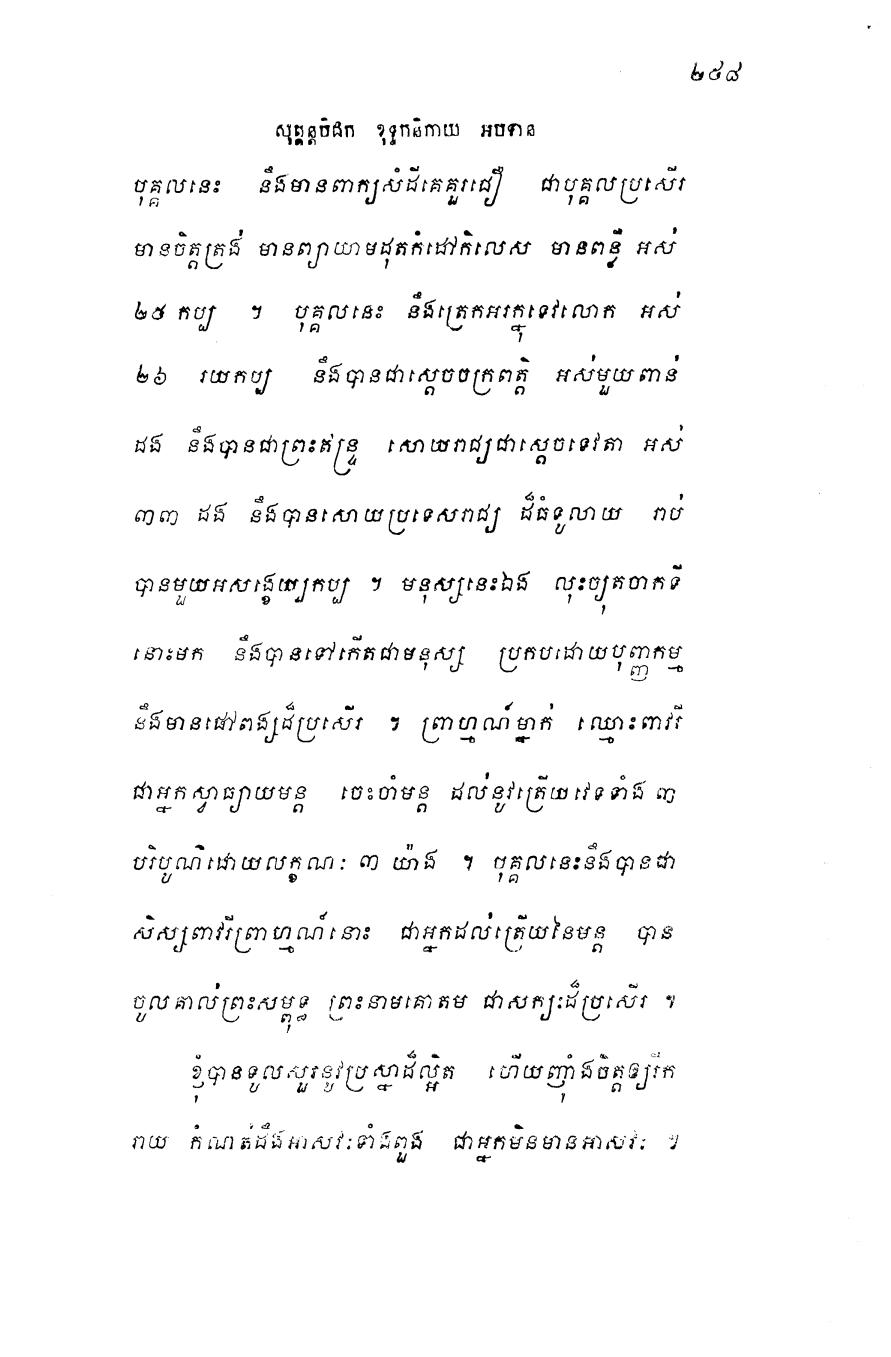 ២៥៨
សុត្តន្តបិដក ខុទ្ទកនិកាយ អបទាន
បុគ្គលនេះ នឹងមានពាក្យសំដីគេគួរជឿ ជាបុគ្គលប្រសើរ
មានចិត្តត្រង់ មានព្យាយាមដុតកំដៅកិលេស មានពន្ធឺ អស់
២៥ កប្ប ។ បុគ្គលនេះ នឹងត្រេកអរក្នុងទេវលោក អស់
២៦ រយកប្ប នឹងបានជាស្តេចចក្រពត្តិ អស់មួយពាន់
ដង នឹងបានជាព្រះឥន្ទ្រ សោយរាជ្យជាស្តេចទេវតា អស់
៣៣ ដង នឹងបានសោយប្រទេសរាជ្យ ដ៏ធំទូលាយ រាប់
បានមួយអសង្ខេយ្យកប្ប ។ មនុស្សនេះឯង លុះច្យុតចាកទី
នោះមក នឹងបានទៅកើតជាមនុស្ស ប្រកបដោយបុញ្ញកម្ម
នឹងមានផៅពង្សដ៏ប្រសើរ ។ ព្រាហ្មណ៍ម្នាក់ ឈ្មោះពាវរី
ជាអ្នកស្វាធ្យាយមន្ត ចេះចាំមន្ត ដល់នូវត្រើយវេទទាំង ៣
បរិបូណ៌ដោយលក្ខណៈ ៣ យ៉ាង ។ បុគ្គលនេះនឹងបានជា
សិស្សពាវរីព្រាហ្មណ៍នោះ ជាអ្នកដល់ត្រើយនៃមន្ត បាន
ចូលគាល់ព្រះសម្ពុទ្ធ ព្រះនាមគោតម ជាសក្យៈដ៏ប្រសើរ ។
ខ្ញុំបានទូលសួរនូវប្រស្នាដ៏ល្អិត ហើយញ៉ាំងចិត្តឲ្យរីក
រាយ កំណត់ដឹងអាសវៈទាំងពួង ជាអ្នកមិនមានអាសវៈ ។